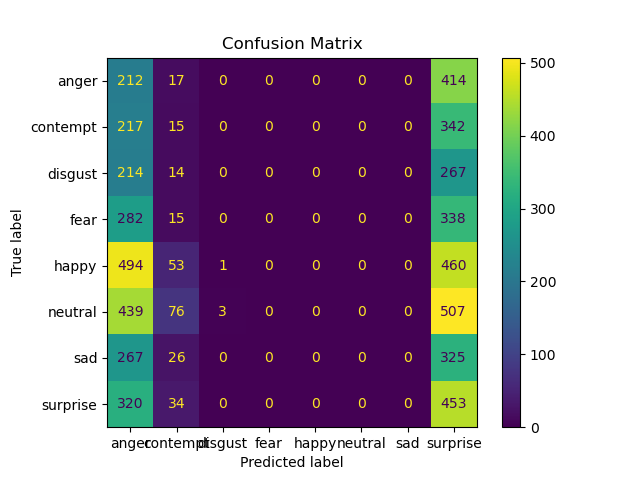 Confusion Matrix
True label
anger 212 17 0 0 0 0 0 414
contempt 217 15 0 0 0 0 0 342
disgust 214 14 0 0 0 0 0 267
fear 282 15 0 0 0 0 0 338
happy 494 53 1 0 0 0 0 460
neutral 439 76 3 0 0 0 0 507
sad 267 26 0 0 0 0 0 325
surprise 320 34 0 0 0 0 0 453
anger contempt disgust fear happy neutral sad surprise
Predicted label
500
400
300
200
100
0